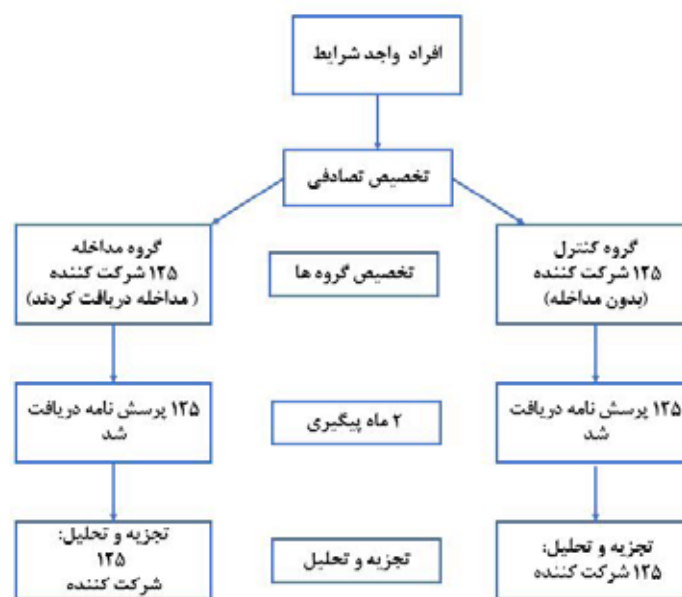 افراد واجد شرایط
تخصیص تصادفی
گروه کنترل
۱۲۵ شرکت کننده
(بدون مداخله)
تخصیص گروه ها
گروه مداخله
۱۲۵ شرکت کننده
( مداخله دریافت کردند)
۱۲۵ پرسش نامه دریافت
شد
۲ ماه پیگیری
۱۲۵ پرسش نامه دریافت
شد
تجزیه و تحلیل:
۱۲۵ شرکت کننده
تجزیه و تحلیل
تجزیه و تحلیل:
۱۲۵
شرکت کننده